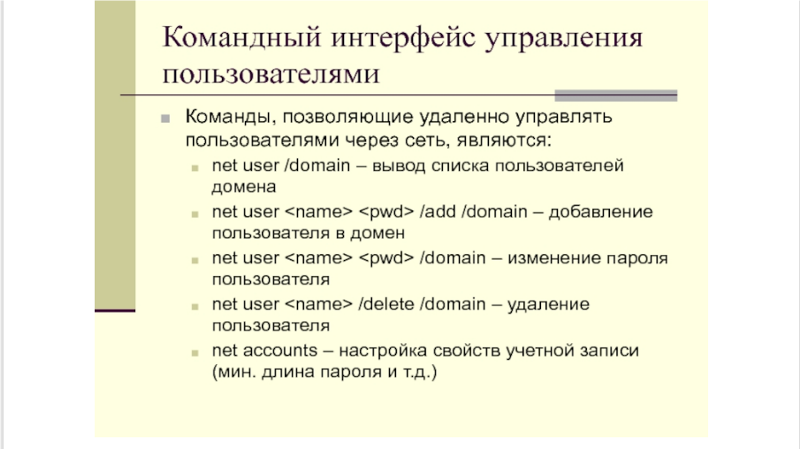 Командный интерфейс управления
пользователями
Команды, позволяющие удаленно управлять
пользователями через сеть, являются:
net user /domain – вывод списка пользователей
домена
net user <name> <pwd> /add /domain – добавление
пользователя в домен
net user <name> <pwd> /domain – изменение пароля
пользователя
net user <name> /delete /domain – удаление
пользователя
net accounts – настройка свойств учетной записи
(мин. длина пароля и т.д.)